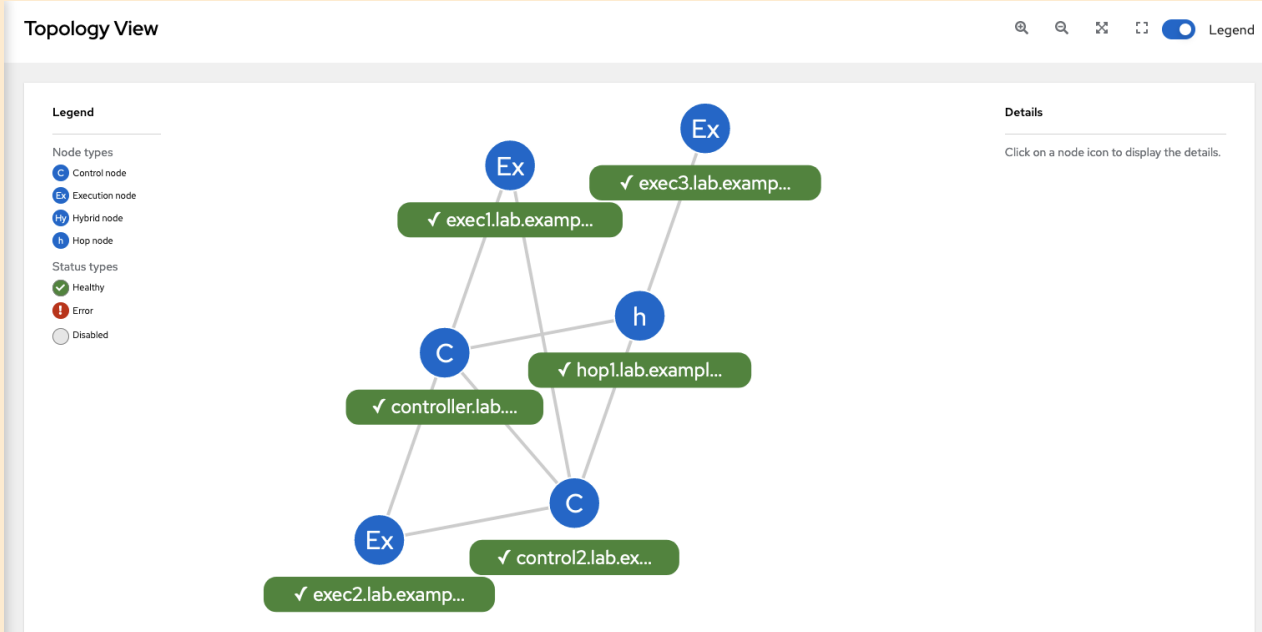 Topology View
Legend
Legend
Node types
C Control node
Ex Execution node
Hy Hybrid node
h Hop node
Status types
Healthy
! Error
Disabled
Ex
✓ exec3.lab.examp...
Ex
✓ exec1.lab.examp...
h
✓ hop1.lab.exampl...
C
✓ controller.lab....
C
✓ control2.lab.ex...
Ex
✓ exec2.lab.examp...
Details
Click on a node icon to display the details.